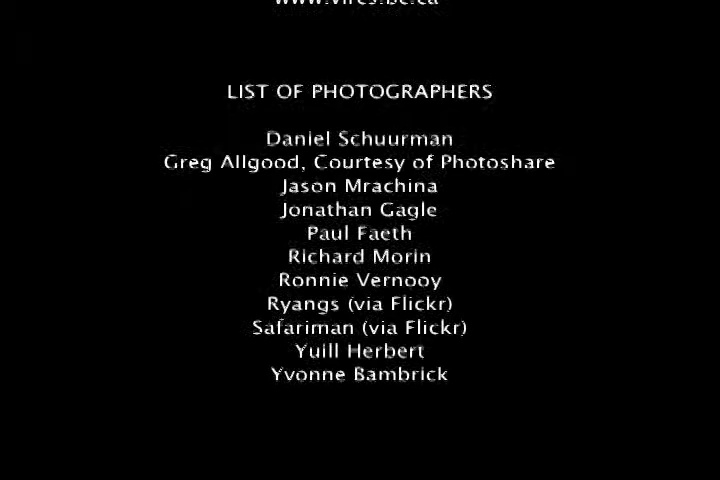 LIST OF PHOTOGRAPHERS
Daniel Schuurman
Greg Allgood, Courtesy of Photoshare
Jason Mrachina
Jonathan Gagle
Paul Faeth
Richard Morin
Ronnie Vernooy
Ryangs (via Flickr)
Safariman (via Flickr)
Yuill Herbert
Yvonne Bambrick